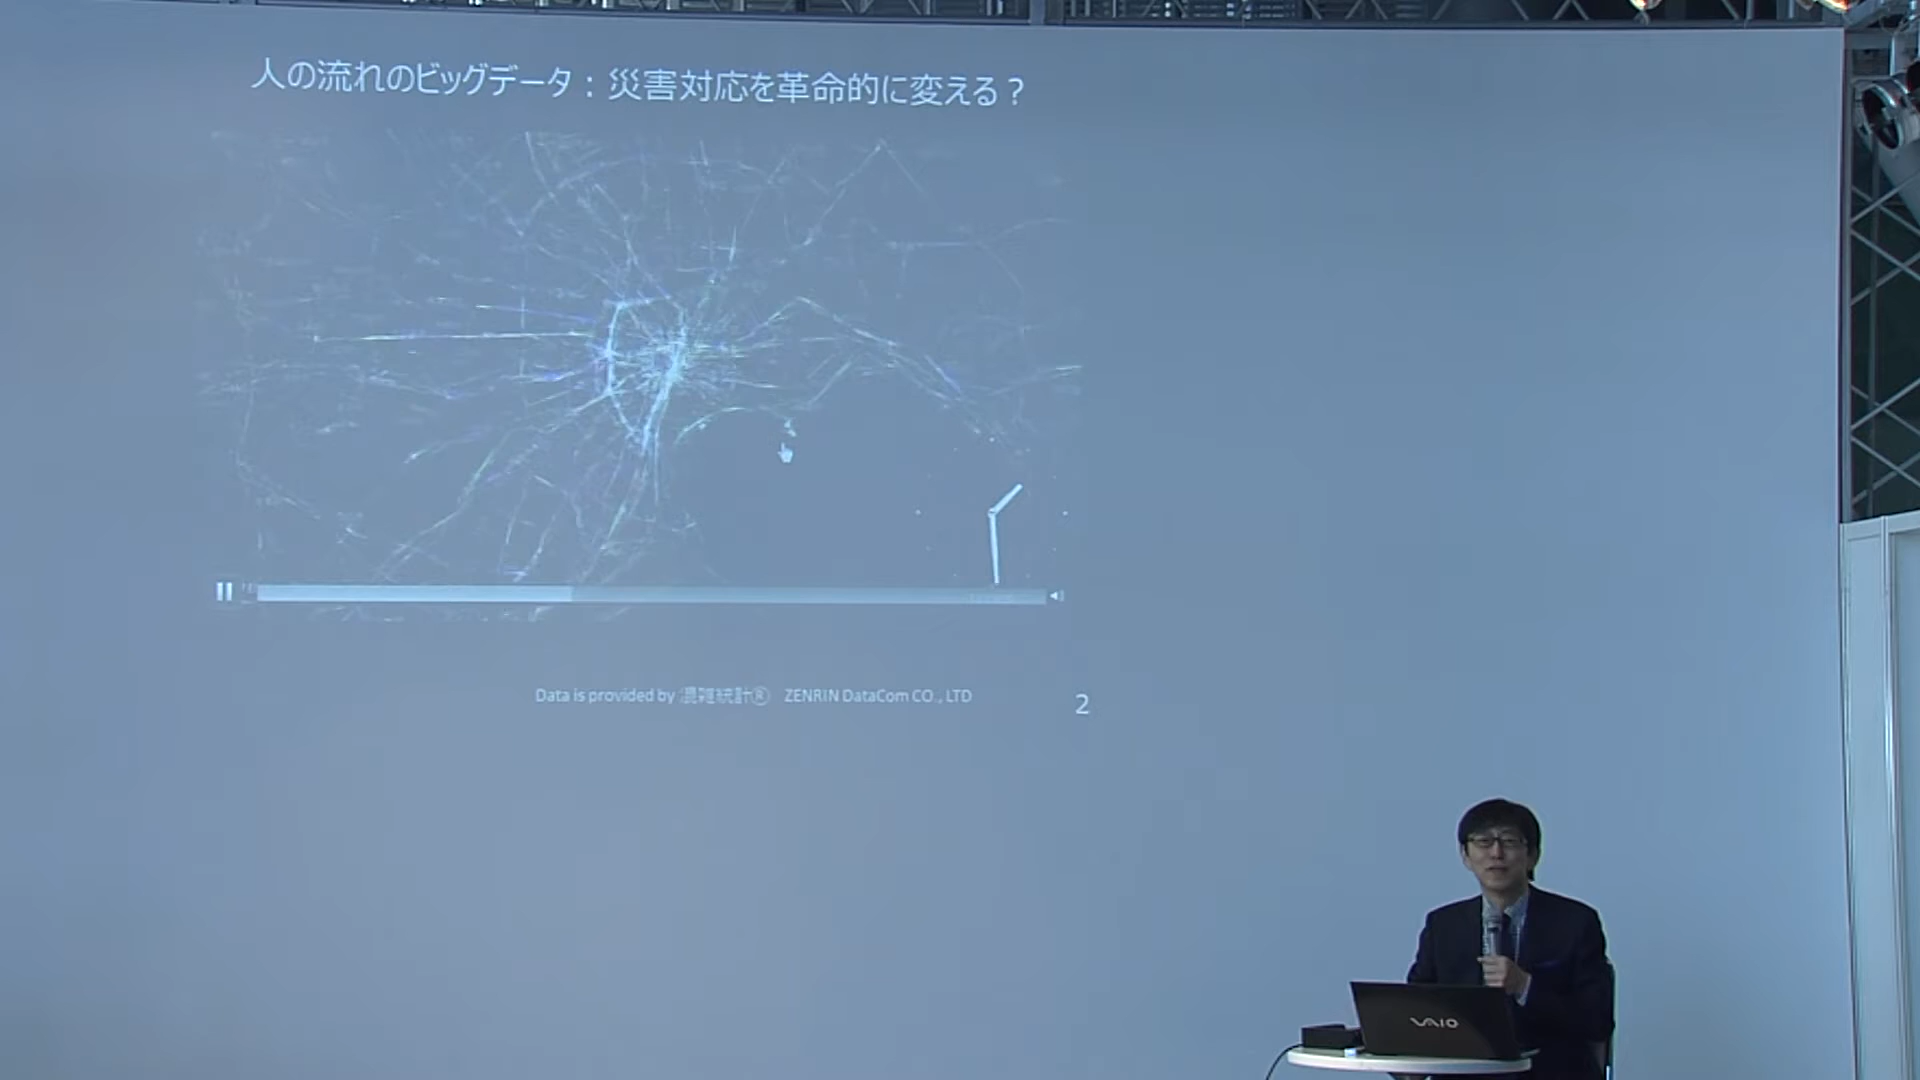 人の流れのビッグデータ：災害対応を革命的に変える？
Data is provided by 混雑統計® ZENRIN DataCom CO., LTD
2
VAIO